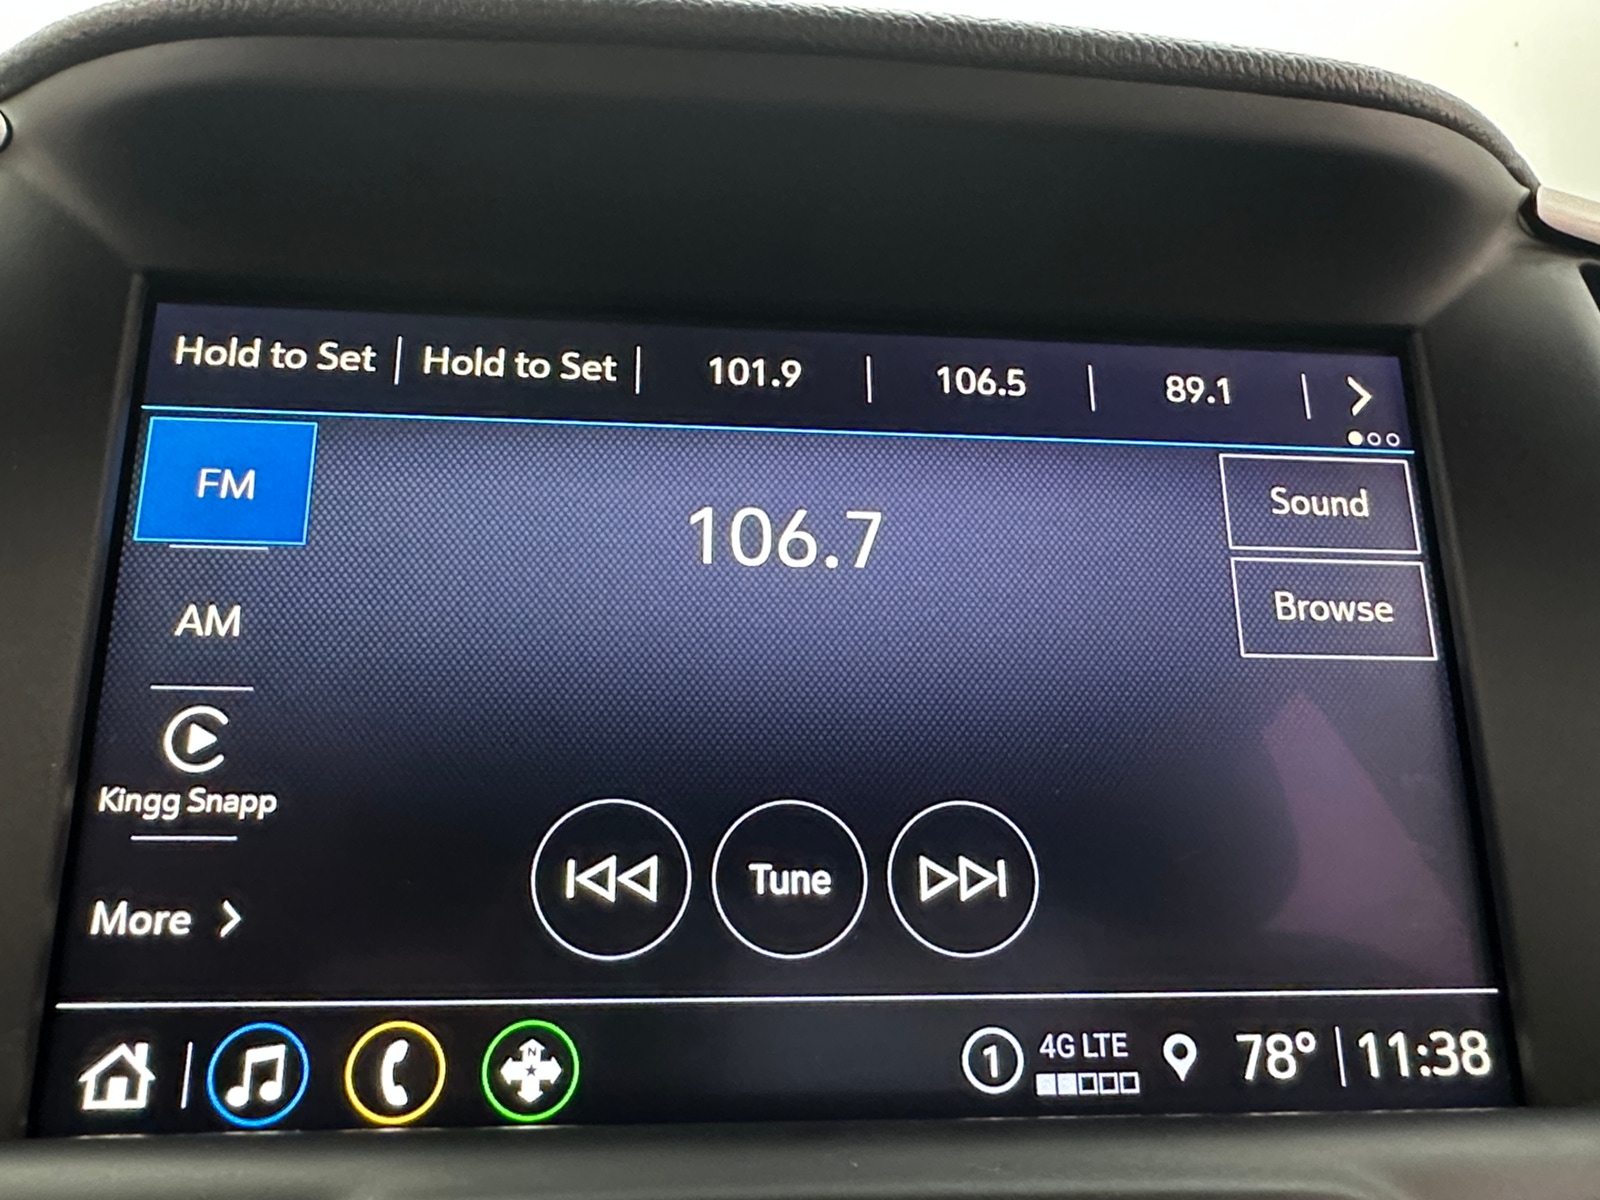 Hold to Set | Hold to Set | 101.9 | 106.5 | 89.1
FM
106.7
Sound
AM
Browse
Kingg Snapp
More
Tune
N
1
4G LTE
78° | 11:38